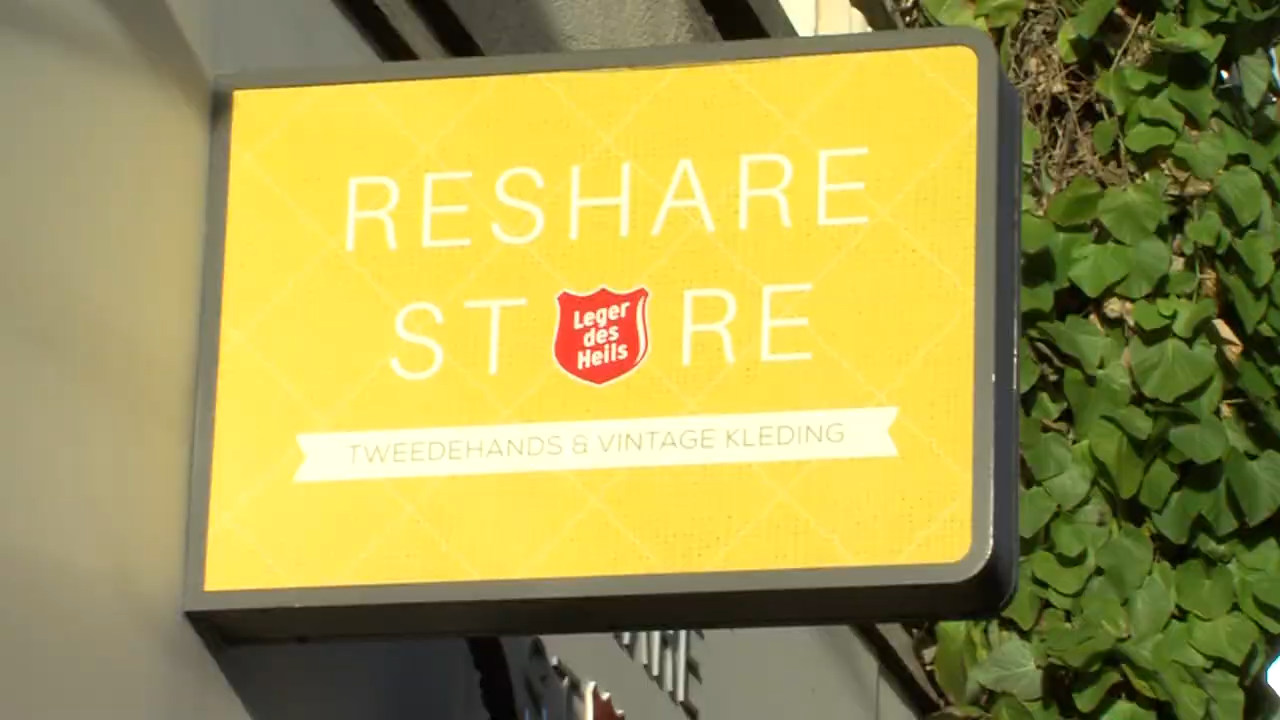 RESHARE
ST RE
Leger
des
Heils
TWEEDEHANDS & VINTAGE KLEDING